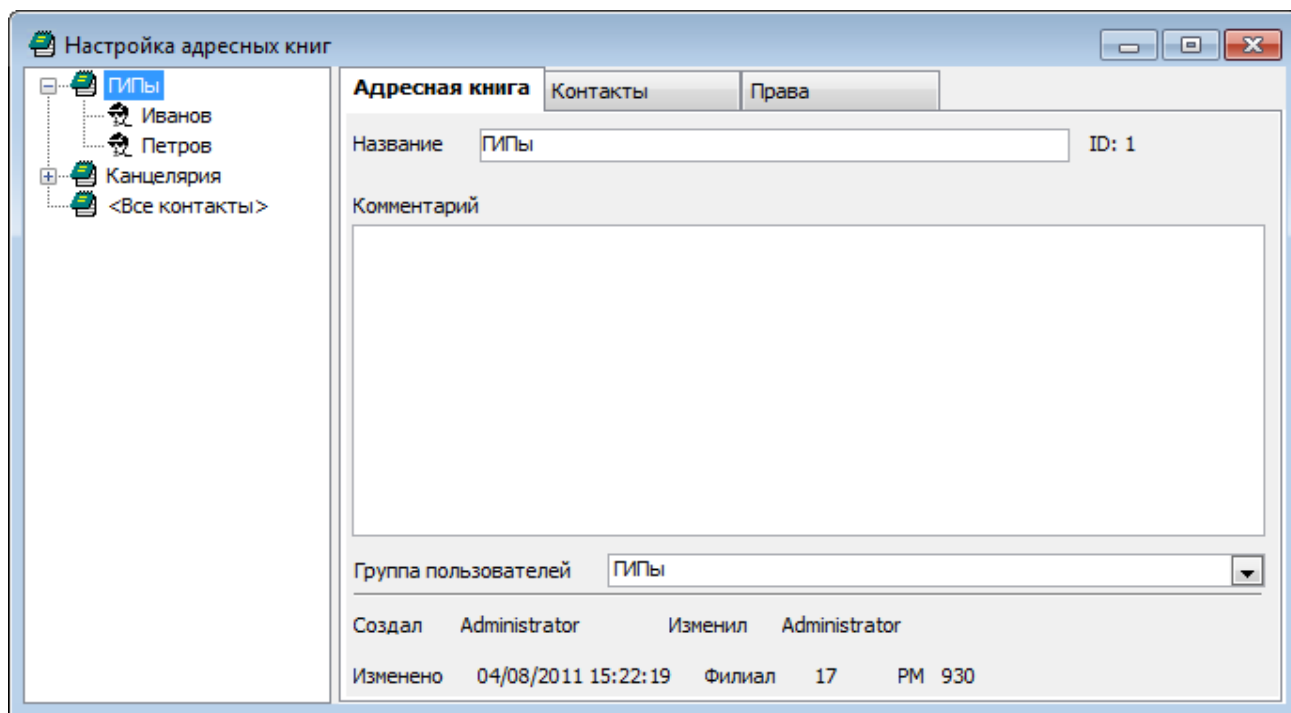 Настройка адресных книг
ГИПы
Иванов
Петров
Канцелярия
<Все контакты>
Адресная книга Контакты Права
Название ГИПы ID: 1
Комментарий
Группа пользователей ГИПы
Создал Administrator Изменил Administrator
Изменено 04/08/2011 15:22:19 Филиал 17 РМ 930